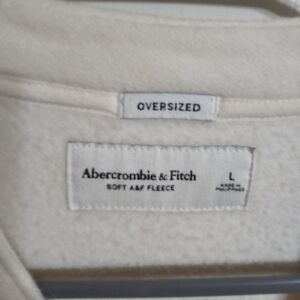 OVERSIZED
Abercrombie & Fitch
SOFT A&F FLEECE
L
MADE IN
PHILIPPINES